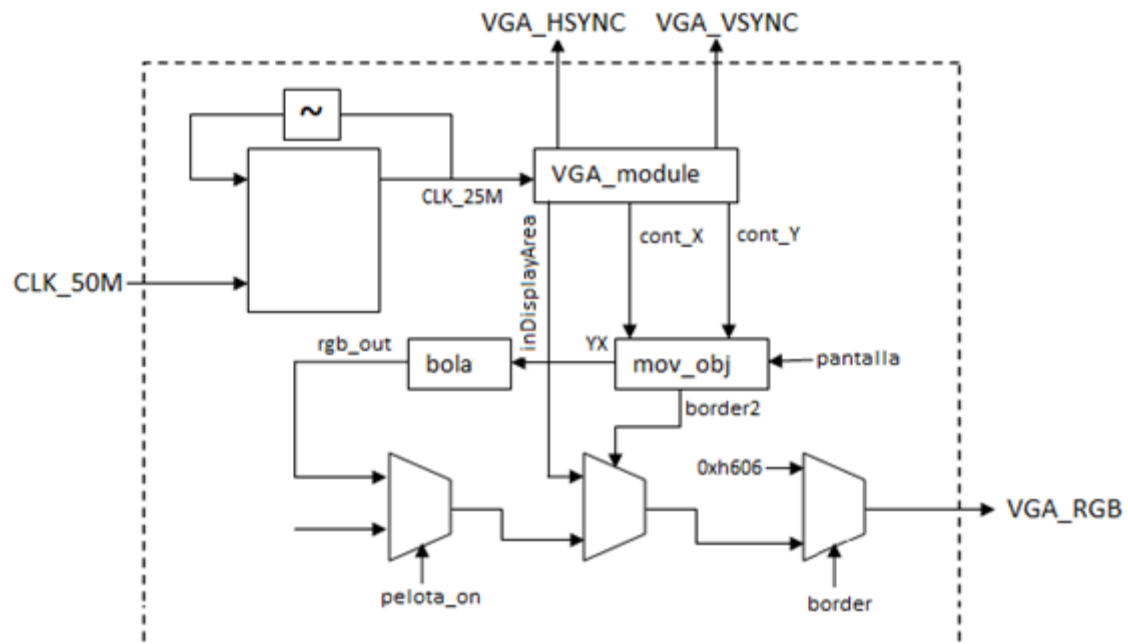 VGA_HSYNC VGA_VSYNC
~
VGA_module
CLK_25M
inDisplayArea
cont_X
cont_Y
CLK_50M
rgb_out
bola
YX
mov_obj
pantalla
border2
0xh606
VGA_RGB
pelota_on
border